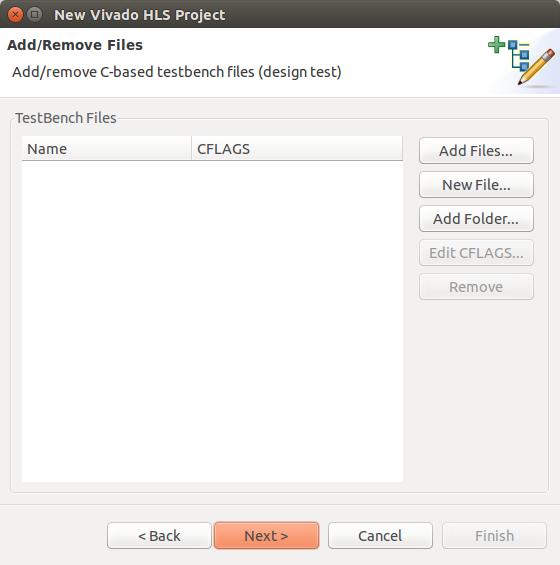 New Vivado HLS Project
Add/Remove Files
Add/remove C-based testbench files (design test)
TestBench Files
Name CFLAGS
Add Files...
New File...
Add Folder...
Edit CFLAGS...
Remove
< Back Next > Cancel Finish